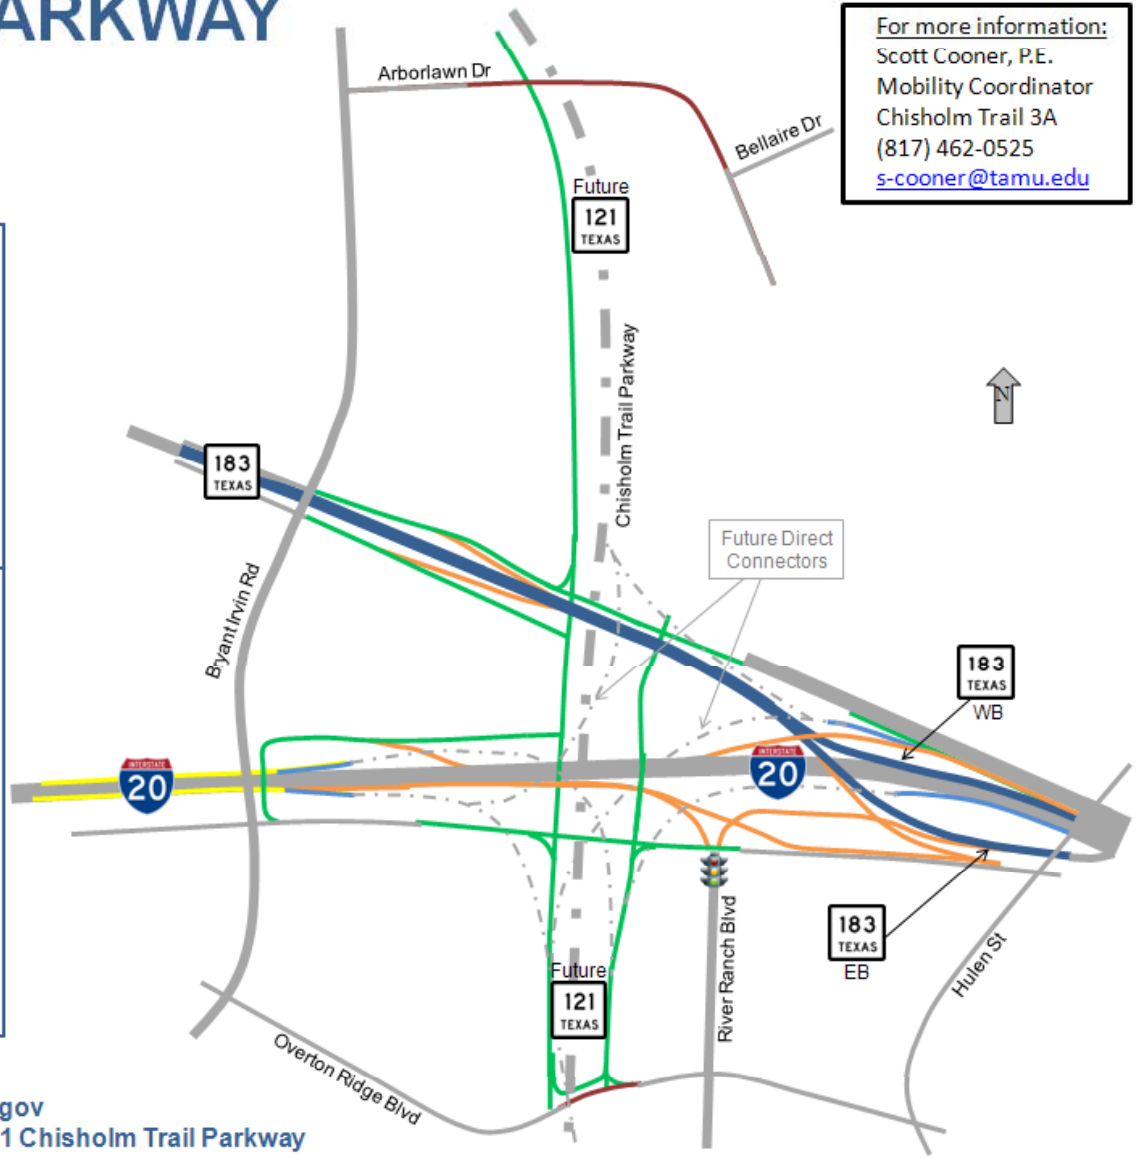 ARKWAY
For more information:
Scott Cooner, P.E.
Mobility Coordinator
Chisholm Trail 3A
(817) 462-0525
s-cooner@tamu.edu
Arborlawn Dr
Bellaire Dr
Future
121
TEXAS
Chisholm Trail Parkway
N
183
TEXAS
Future Direct
Connectors
Bryant Irvin Rd
183
TEXAS
WB
INTERSTATE
20
INTERSTATE
20
183
TEXAS
EB
River Ranch Blvd
Hulen St
Future
121
TEXAS
Overton Ridge Blvd
gov
1 Chisholm Trail Parkway